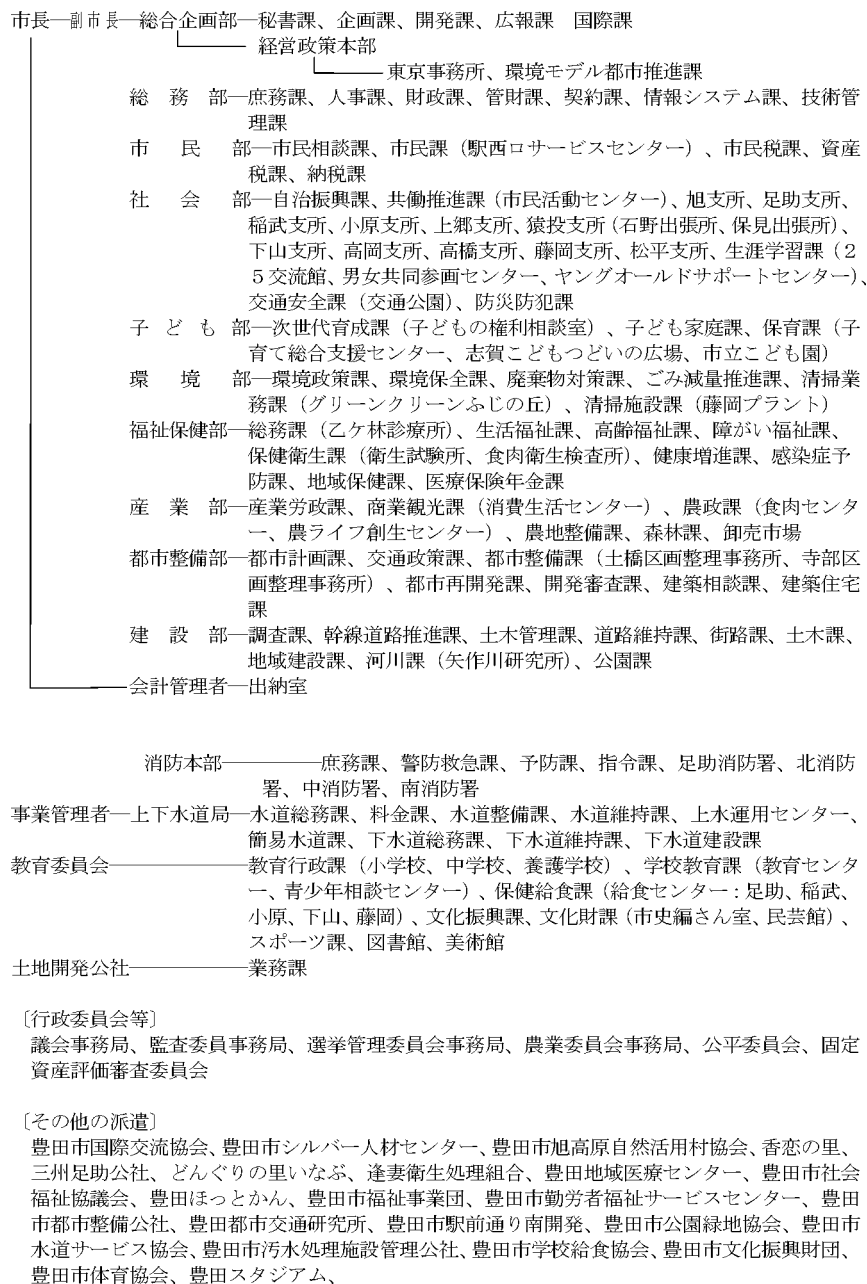 市長―副市長―総合企画部―秘書課、企画課、開発課、広報課　国際課
経営政策本部
東京事務所、環境モデル都市推進課
総　務　部―庶務課、人事課、財政課、管財課、契約課、情報システム課、技術管
理課
市　民　部―市民相談課、市民課（駅西口サービスセンター）、市民税課、資産
税課、納税課
社　会　部―自治振興課、共働推進課（市民活動センター）、旭支所、足助支所、
稲武支所、小原支所、上郷支所、猿投支所（石野出張所、保見出張所）、
下山支所、高岡支所、高橋支所、藤岡支所、松平支所、生涯学習課（２
５交流館、男女共同参画センター、ヤングオールドサポートセンター）、
交通安全課（交通公園）、防災防犯課
子　ど　も　部―次世代育成課（子どもの権利相談室）、子ども家庭課、保育課（子
育て総合支援センター、志賀こどもつどいの広場、市立こども園）
環　境　部―環境政策課、環境保全課、廃棄物対策課、ごみ減量推進課、清掃業
務課（グリーンクリーンふじの丘）、清掃施設課（藤岡プラント）
福祉保健部―総務課（乙ケ林診療所）、生活福祉課、高齢福祉課、障がい福祉課、
保健衛生課（衛生試験所、食肉衛生検査所）、健康増進課、感染症予
防課、地域保健課、医療保険年金課
産　業　部―産業労政課、商業観光課（消費生活センター）、農政課（食肉センタ
ー、農ライフ創生センター）、農地整備課、森林課、卸売市場
都市整備部―都市計画課、交通政策課、都市整備課（土橋区画整理事務所、寺部区
画整理事務所）、都市再開発課、開発審査課、建築相談課、建築住宅
課
建　設　部―調査課、幹線道路推進課、土木管理課、道路維持課、街路課、土木課、
地域建設課、河川課（矢作川研究所）、公園課
会計管理者―出納室
消防本部―――――庶務課、警防救急課、予防課、指令課、足助消防署、北消防
署、中消防署、南消防署
事業管理者―上下水道局―水道総務課、料金課、水道整備課、水道維持課、上水運用センター、
簡易水道課、下水道総務課、下水道維持課、下水道建設課
教育委員会―――――――教育行政課（小学校、中学校、養護学校）、学校教育課（教育センタ
ー、青少年相談センター）、保健給食課（給食センター：足助、稲武、
小原、下山、藤岡）、文化振興課、文化財課（市史編さん室、民芸館）、
スポーツ課、図書館、美術館
土地開発公社――――――業務課
〔行政委員会等〕
議会事務局、監査委員事務局、選挙管理委員会事務局、農業委員会事務局、公平委員会、固定
資産評価審査委員会
〔その他の派遣〕
豊田市国際交流協会、豊田市シルバー人材センター、豊田市旭高原自然活用村協会、香恋の里、
三州足助公社、どんぐりの里いなぶ、逢妻衛生処理組合、豊田地域医療センター、豊田市社会
福祉協議会、豊田ほっとかん、豊田市福祉事業団、豊田市勤労者福祉サービスセンター、豊田
市都市整備公社、豊田都市交通研究所、豊田市駅前通り南開発、豊田市公園緑地協会、豊田市
水道サービス協会、豊田市汚水処理施設管理公社、豊田市学校給食協会、豊田市文化振興財団、
豊田市体育協会、豊田スタジアム、